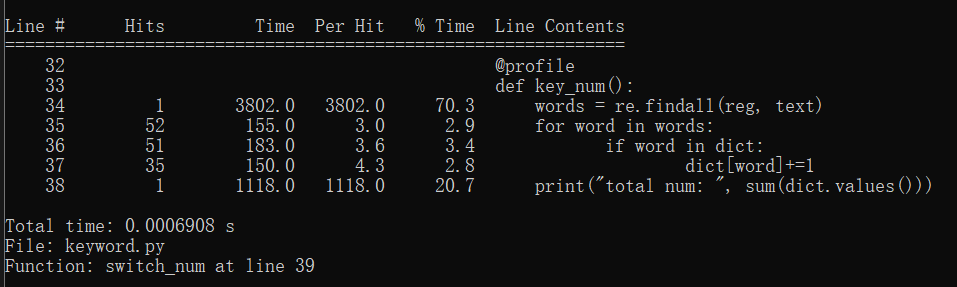 Line #      Hits         Time  Per Hit   % Time  Line Contents
==============================================================
    32                                           @profile
    33                                           def key_num():
    34         1       3802.0   3802.0     70.3      words = re.findall(reg, text)
    35        52        155.0      3.0      2.9      for word in words:
    36        51        183.0      3.6      3.4             if word in dict:
    37        35        150.0      4.3      2.8                     dict[word]+=1
    38         1       1118.0   1118.0     20.7      print("total num: ", sum(dict.values()))
Total time: 0.0006908 s
File: keyword.py
Function: switch_num at line 39